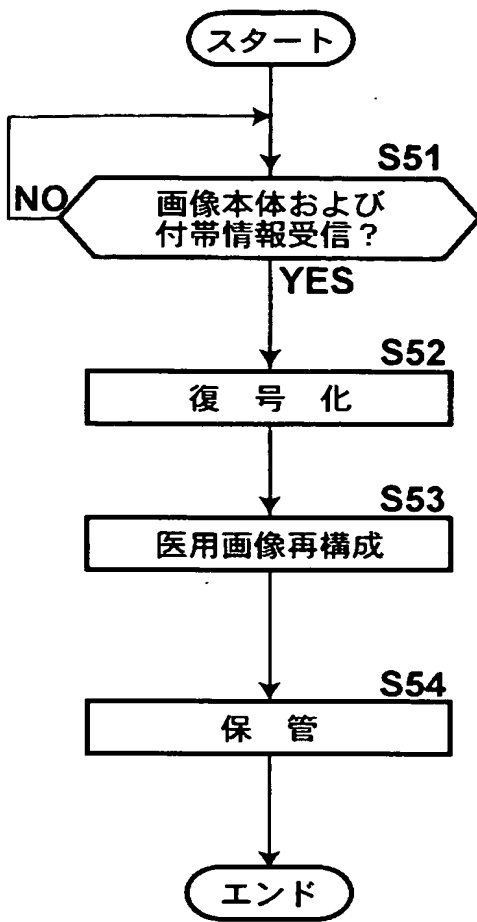 スタート
S51
NO
画像本体および
付帯情報受信？
YES
S52
復 号 化
S53
医用画像再構成
S54
保 管
エンド